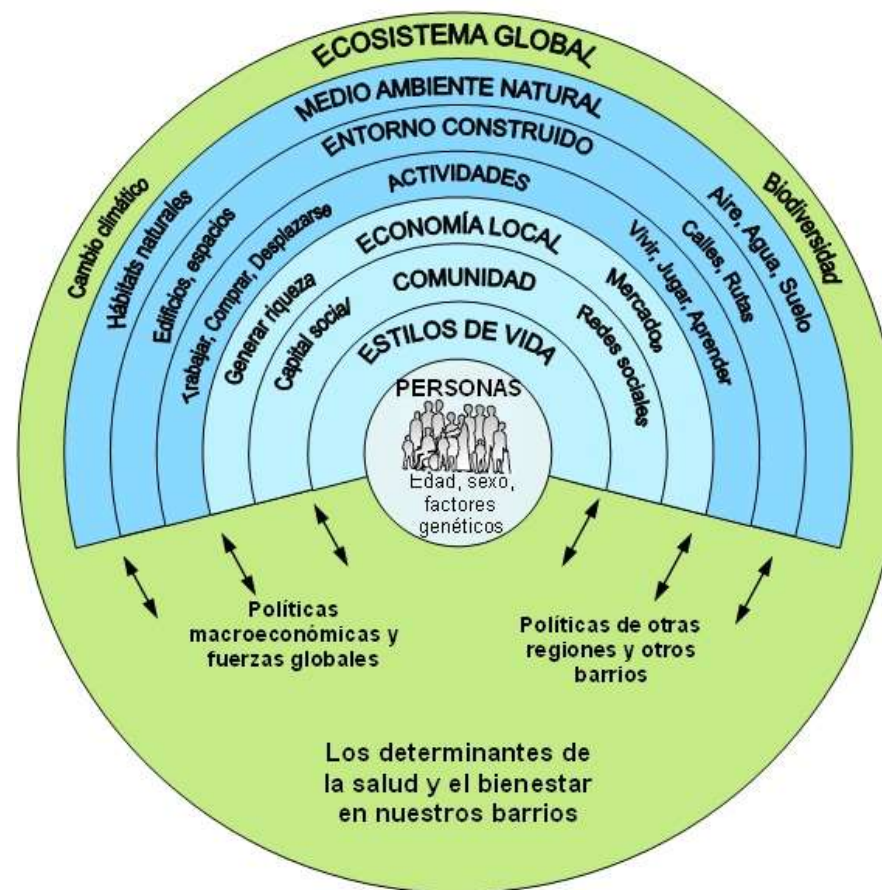 ECOSISTEMA GLOBAL
Cambio climático
Biodiversidad
MEDIO AMBIENTE NATURAL
Hábitats naturales
Aire, Agua, Suelo
ENTORNO CONSTRUIDO
Edificios, espacios
Calles, Rutas
ACTIVIDADES
Trabajar, Comprar, Desplazarse
Vivir, Jugar, Aprender
ECONOMÍA LOCAL
Generar riqueza
Mercados
COMUNIDAD
Capital social
Redes sociales
ESTILOS DE VIDA
PERSONAS
Edad, sexo,
factores
genéticos
Políticas
macroeconómicas y
fuerzas globales
Políticas de otras
regiones y otros
barrios
Los determinantes de
la salud y el bienestar
en nuestros barrios